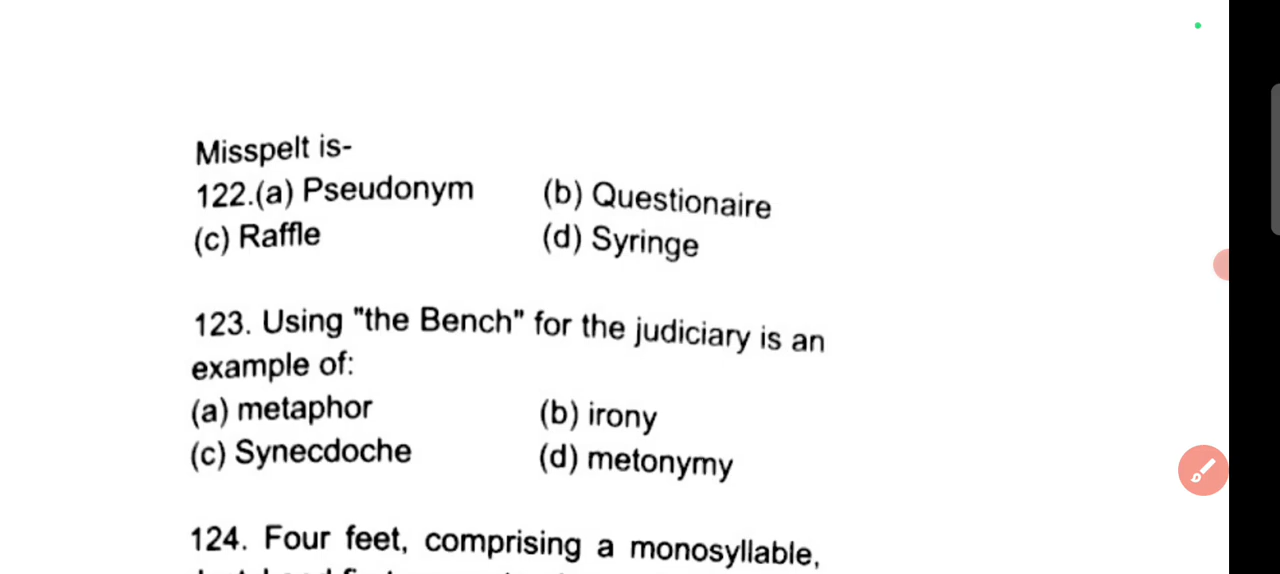 Misspelt is-
122.(a) Pseudonym (b) Questionaire
(c) Raffle (d) Syringe
123. Using "the Bench" for the judiciary is an
example of:
(a) metaphor (b) irony
(c) Synecdoche (d) metonymy
124. Four feet, comprising a monosyllable,